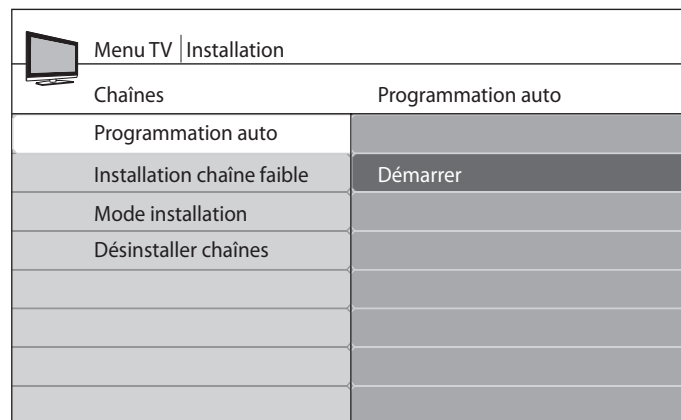 Menu TV | Installation
Chaînes Programmation auto
Programmation auto
Installation chaîne faible Démarrer
Mode installation
Désinstaller chaînes